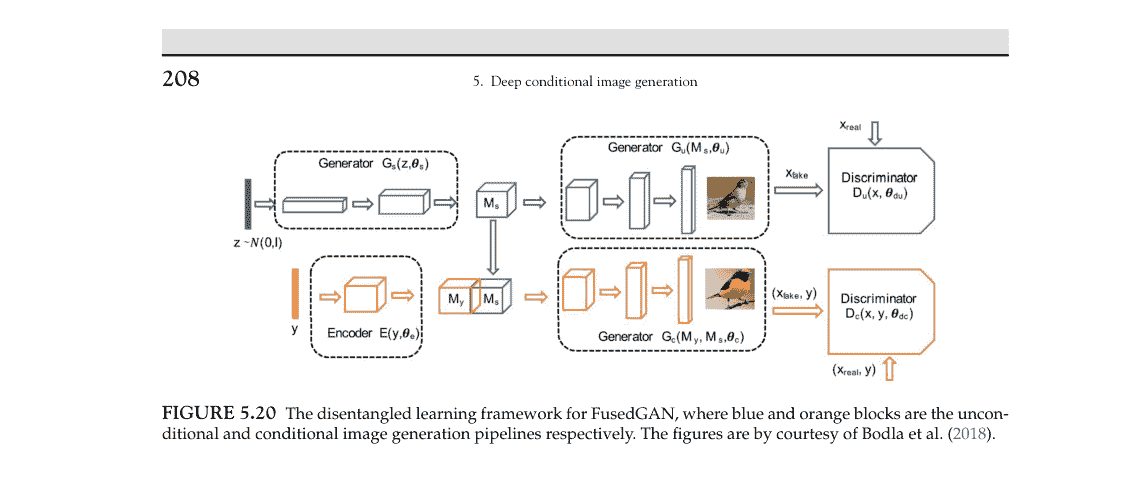 208
5. Deep conditional image generation
x_real
Generator G_s(z,θ_s)
Generator G_u(M_s,θ_u)
x_fake
Discriminator
D_u(x, θ_du)
M_s
z ~N(0,I)
y
Encoder E(y,θ_e)
M_y M_s
Generator G_c(M_y, M_s,θ_c)
(x_fake, y)
Discriminator
D_c(x, y, θ_dc)
(x_real, y)
FIGURE 5.20 The disentangled learning framework for FusedGAN, where blue and orange blocks are the uncon-
ditional and conditional image generation pipelines respectively. The figures are by courtesy of Bodla et al. (2018).